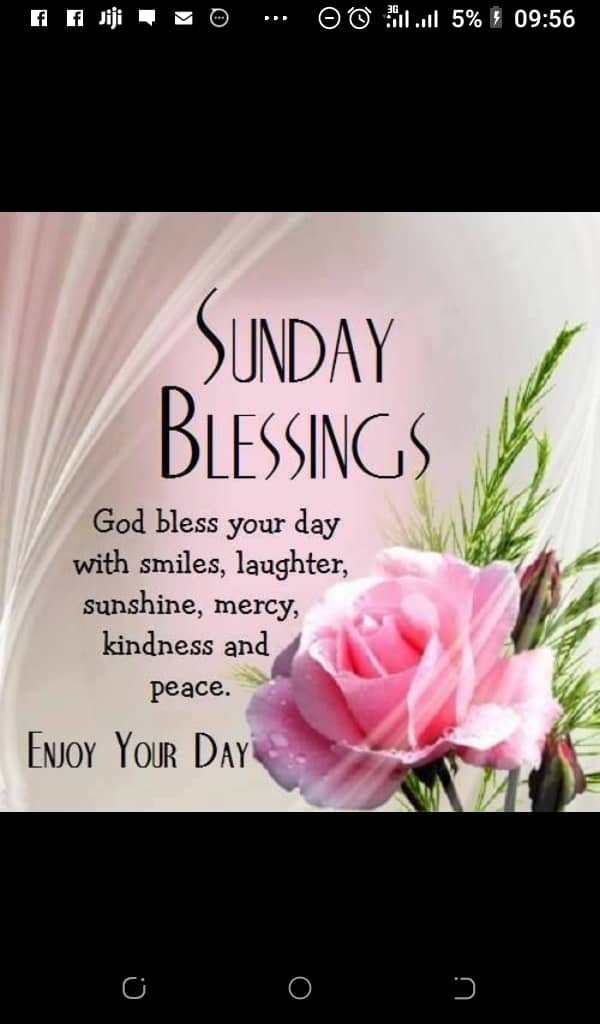 Jiji 3G 5% 09:56
SUNDAY
BLESSINGS
God bless your day
with smiles, laughter,
sunshine, mercy,
kindness and
peace.
ENJOY YOUR DAY